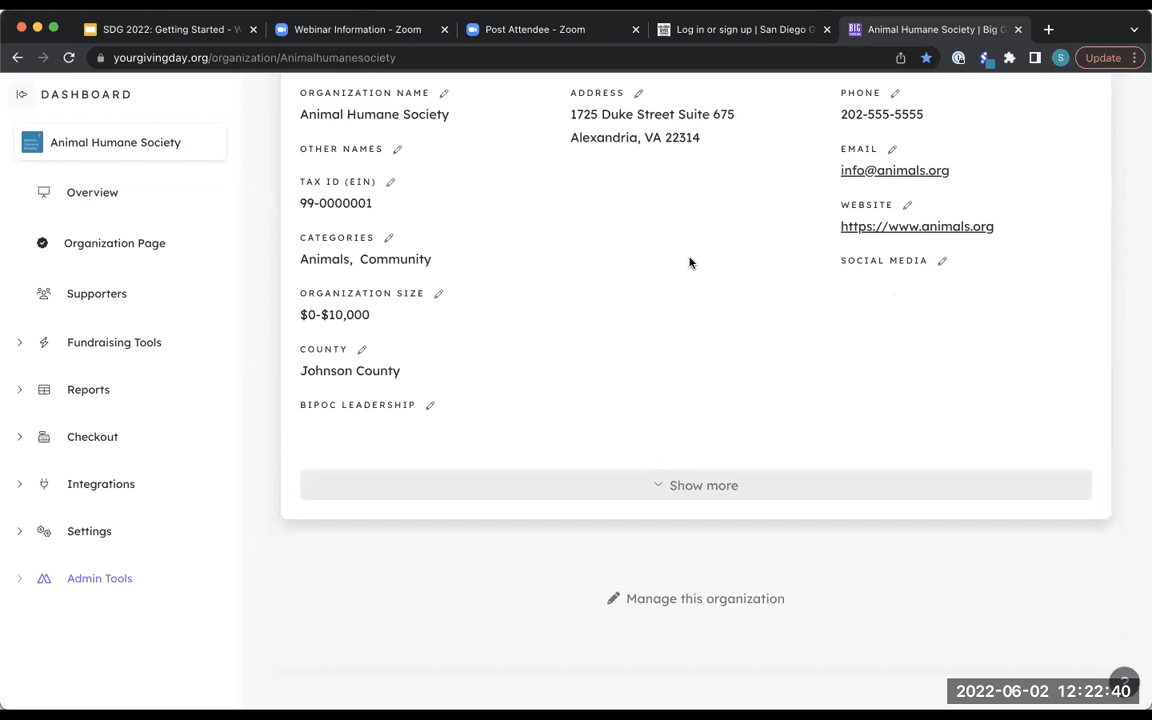 SDG 2022: Getting Started - W
Webinar Information - Zoom
Post Attendee - Zoom
Log in or sign up | San Diego G
Animal Humane Society | Big G
yourgivingday.org/organization/Animalhumanesociety
S
Update
DASHBOARD
Animal Humane Society
Overview
Organization Page
Supporters
Fundraising Tools
Reports
Checkout
Integrations
Settings
Admin Tools
ORGANIZATION NAME
Animal Humane Society
OTHER NAMES
TAX ID (EIN)
99-0000001
CATEGORIES
Animals, Community
ORGANIZATION SIZE
$0-$10,000
COUNTY
Johnson County
BIPOC LEADERSHIP
ADDRESS
1725 Duke Street Suite 675
Alexandria, VA 22314
PHONE
202-555-5555
EMAIL
info@animals.org
WEBSITE
https://www.animals.org
SOCIAL MEDIA
Show more
Manage this organization
?
2022-06-02 12:22:40